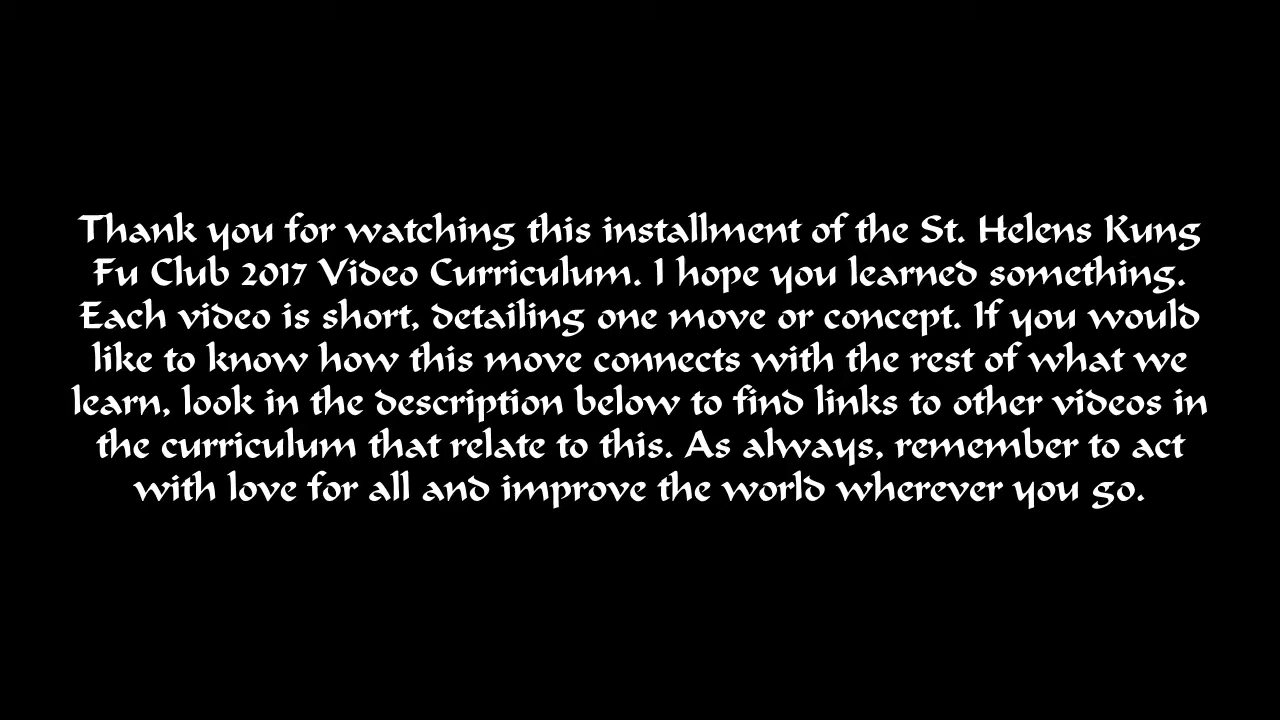 Thank you for watching this installment of the St. Helens Kung
Fu Club 2017 Video Curriculum. I hope you learned something.
Each video is short, detailing one move or concept. If you would
like to know how this move connects with the rest of what we
learn, look in the description below to find links to other videos in
the curriculum that relate to this. As always, remember to act
with love for all and improve the world wherever you go.